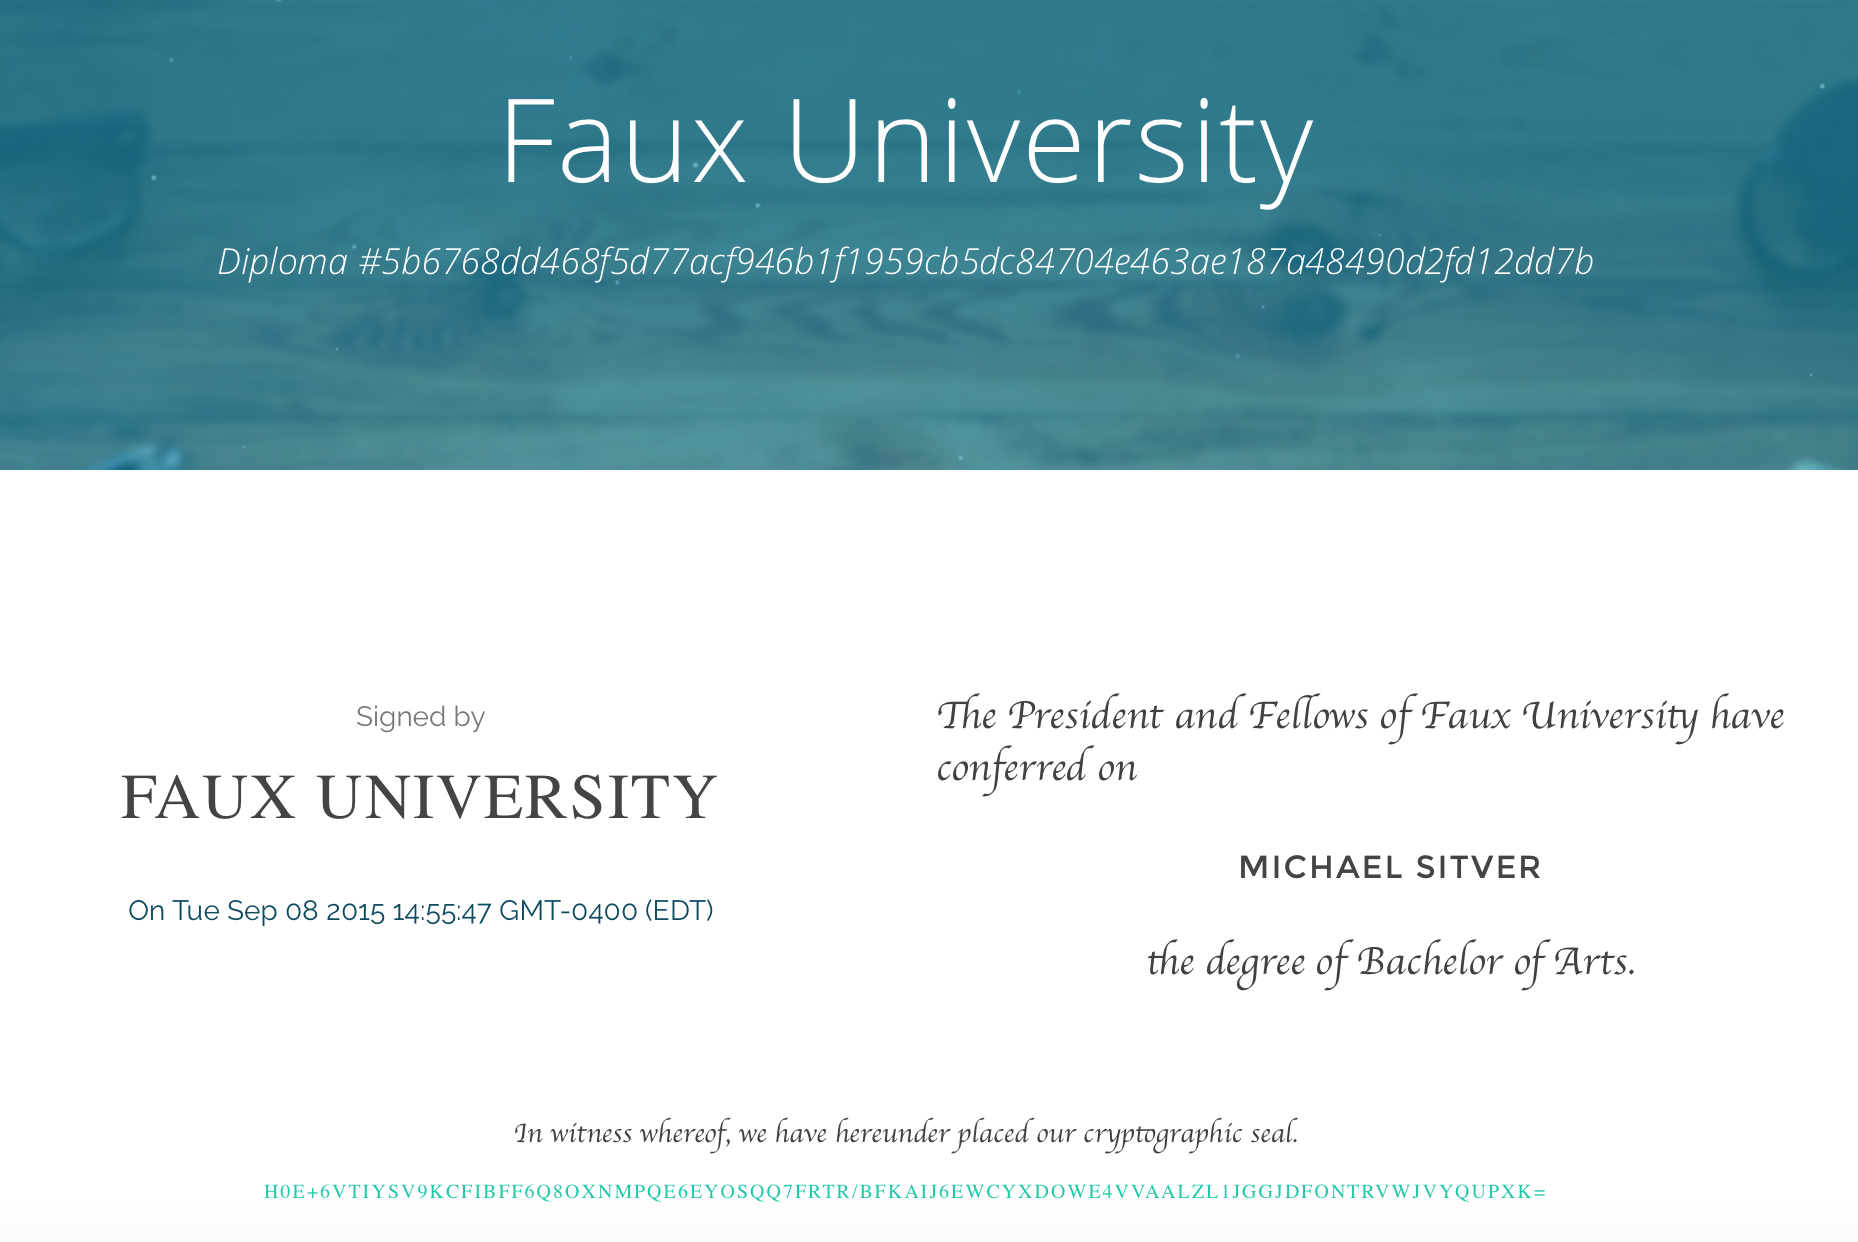 Faux University
Diploma #5b6768dd468f5d77acf946b1f1959cb5dc84704e463ae187a48490d2fd12dd7b
Signed by
FAUX UNIVERSITY
On Tue Sep 08 2015 14:55:47 GMT-0400 (EDT)
The President and Fellows of Faux University have
conferred on
MICHAEL SITVER
the degree of Bachelor of Arts.
In witness whereof, we have hereunder placed our cryptographic seal.
H0E+6VTIYSV9KCFIBFF6Q8OXNMPQE6EYOSQQ7FRTR/BFKAIJ6EWCYXDOWE4VVAALZL1JGGJDFONTRVWJVYQUPXK=